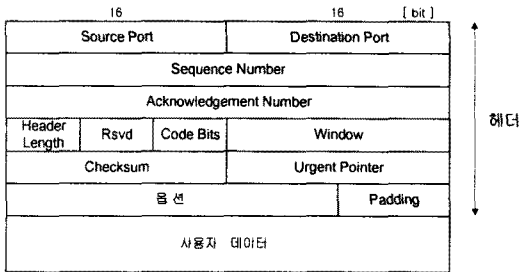 16 16 [ bit ]
Source Port Destination Port
Sequence Number
Acknowledgement Number
Header Length Rsvd Code Bits Window
헤더
Checksum Urgent Pointer
옵 션 Padding
사용자 데이터